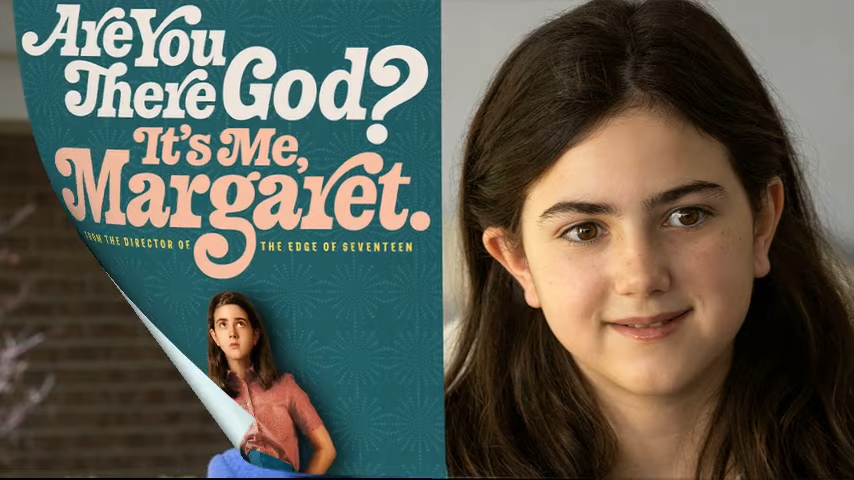 Are You
There God?
It's Me,
Margaret.
FROM THE DIRECTOR OF THE EDGE OF SEVENTEEN